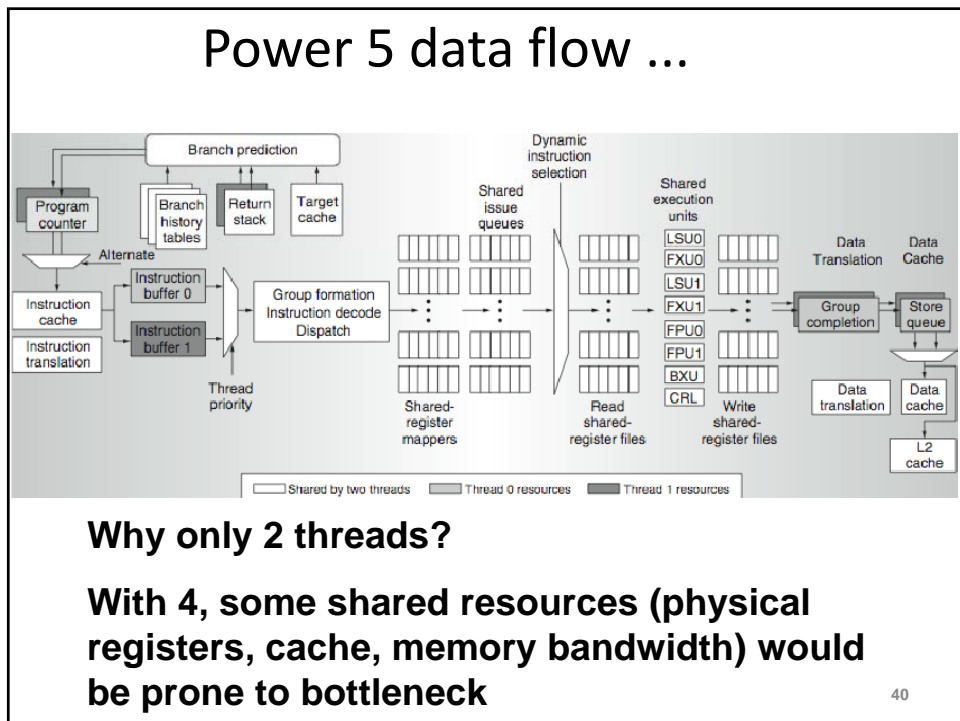 Power 5 data flow ...
Branch prediction
Program
counter
Branch
history
tables
Return
stack
Target
cache
Alternate
Instruction
cache
Instruction
translation
Instruction
buffer 0
Instruction
buffer 1
Thread
priority
Group formation
Instruction decode
Dispatch
Shared-
register
mappers
Shared
issue
queues
Dynamic
instruction
selection
Read
shared-
register files
Shared
execution
units
LSU0
FXU0
LSU1
FXU1
FPU0
FPU1
BXU
CRL
Write
shared-
register files
Data
Translation
Data
Cache
Group
completion
Store
queue
Data
translation
Data
cache
L2
cache
Shared by two threads
Thread 0 resources
Thread 1 resources
Why only 2 threads?
With 4, some shared resources (physical
registers, cache, memory bandwidth) would
be prone to bottleneck
40